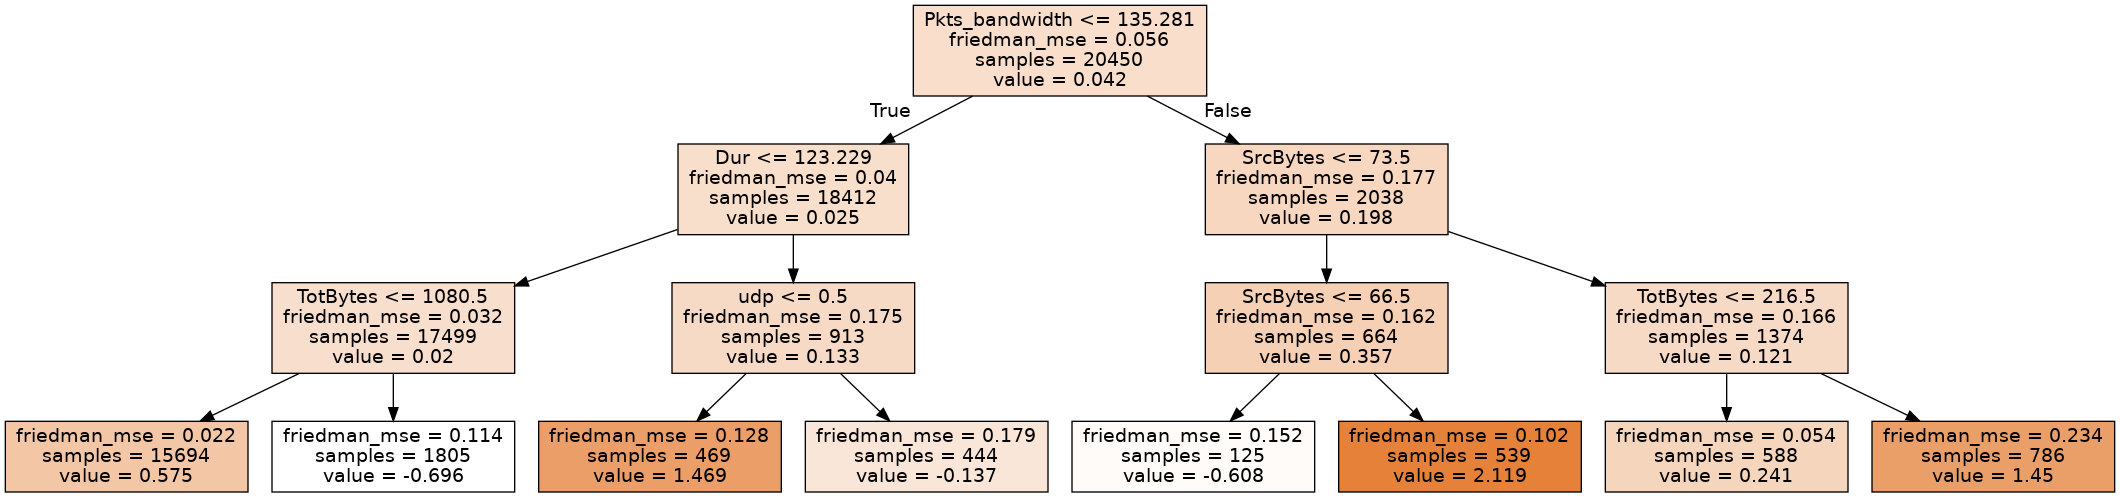 Pkts_bandwidth <= 135.281
friedman_mse = 0.056
samples = 20450
value = 0.042
True
False
Dur <= 123.229
friedman_mse = 0.04
samples = 18412
value = 0.025
SrcBytes <= 73.5
friedman_mse = 0.177
samples = 2038
value = 0.198
TotBytes <= 1080.5
friedman_mse = 0.032
samples = 17499
value = 0.02
udp <= 0.5
friedman_mse = 0.175
samples = 913
value = 0.133
SrcBytes <= 66.5
friedman_mse = 0.162
samples = 664
value = 0.357
TotBytes <= 216.5
friedman_mse = 0.166
samples = 1374
value = 0.121
friedman_mse = 0.022
samples = 15694
value = 0.575
friedman_mse = 0.114
samples = 1805
value = -0.696
friedman_mse = 0.128
samples = 469
value = 1.469
friedman_mse = 0.179
samples = 444
value = -0.137
friedman_mse = 0.152
samples = 125
value = -0.608
friedman_mse = 0.102
samples = 539
value = 2.119
friedman_mse = 0.054
samples = 588
value = 0.241
friedman_mse = 0.234
samples = 786
value = 1.45